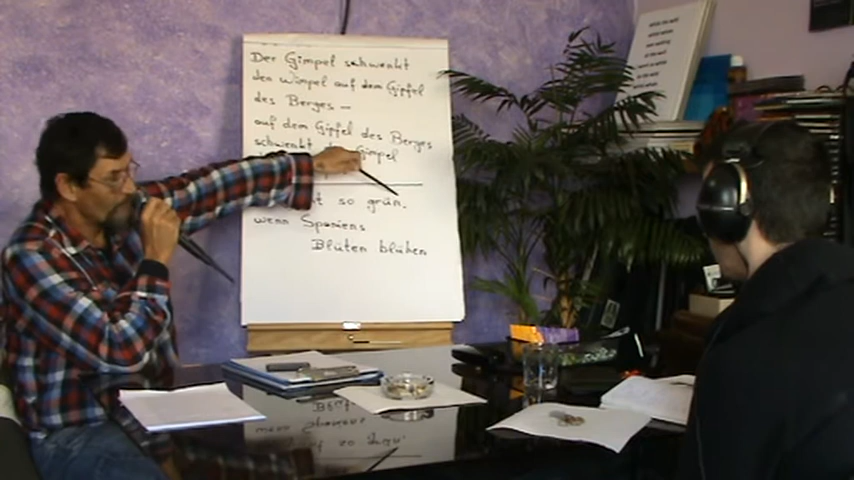 Der Gimpel schwenkt
den Wimpel auf dem Gipfel
des Berges —
auf dem Gipfel des Berges
schwenkt Gimpel
so grün,
wenn Spaniens
Blüten blühen